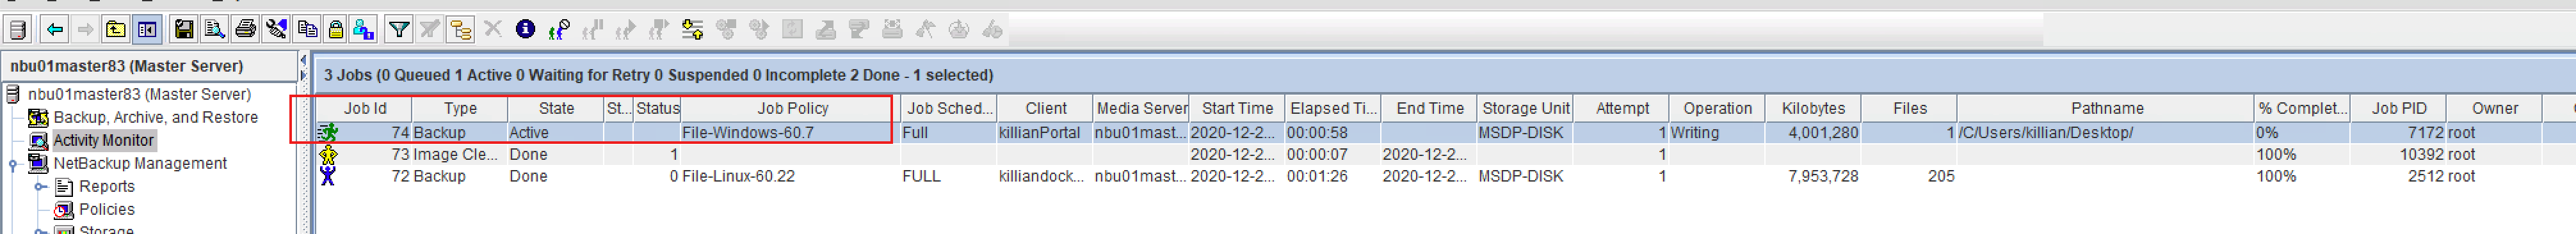 nbu01master83 (Master Server)
nbu01master83 (Master Server)
Backup, Archive, and Restore
Activity Monitor
NetBackup Management
Reports
Policies
Storage
3 Jobs (0 Queued 1 Active 0 Waiting for Retry 0 Suspended 0 Incomplete 2 Done - 1 selected)
Job Id Type State St... Status Job Policy Job Sched... Client Media Server Start Time Elapsed Ti... End Time Storage Unit Attempt Operation Kilobytes Files Pathname % Complet... Job PID Owner
74 Backup Active File-Windows-60.7 Full killianPortal nbu01mast... 2020-12-2... 00:00:58 MSDP-DISK 1 Writing 4,001,280 1 /C/Users/killian/Desktop/ 0% 7172 root
73 Image Cle... Done 1 2020-12-2... 00:00:07 2020-12-2... 1 100% 10392 root
72 Backup Done 0 File-Linux-60.22 FULL killiandock... nbu01mast... 2020-12-2... 00:01:26 2020-12-2... MSDP-DISK 1 7,953,728 205 100% 2512 root